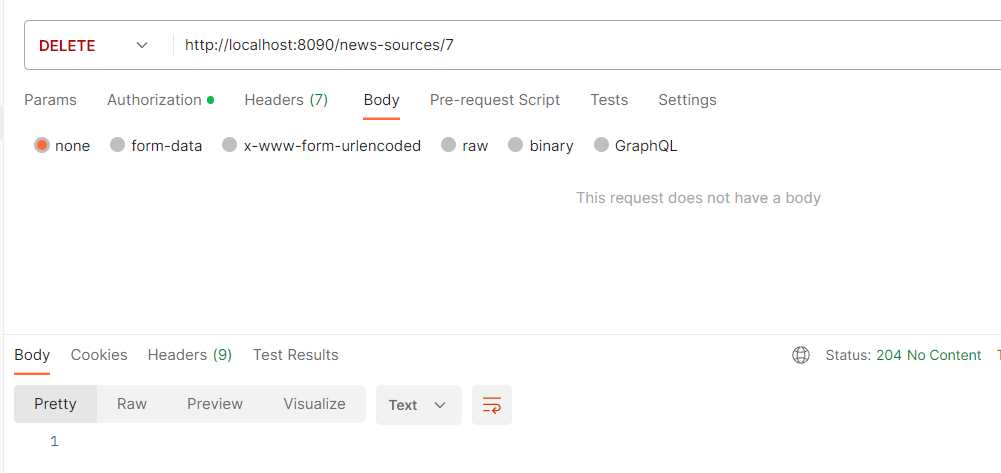 DELETE http://localhost:8090/news-sources/7
Params Authorization Headers (7) Body Pre-request Script Tests Settings
none form-data x-www-form-urlencoded raw binary GraphQL
This request does not have a body
Body Cookies Headers (9) Test Results Status: 204 No Content
Pretty Raw Preview Visualize Text
1